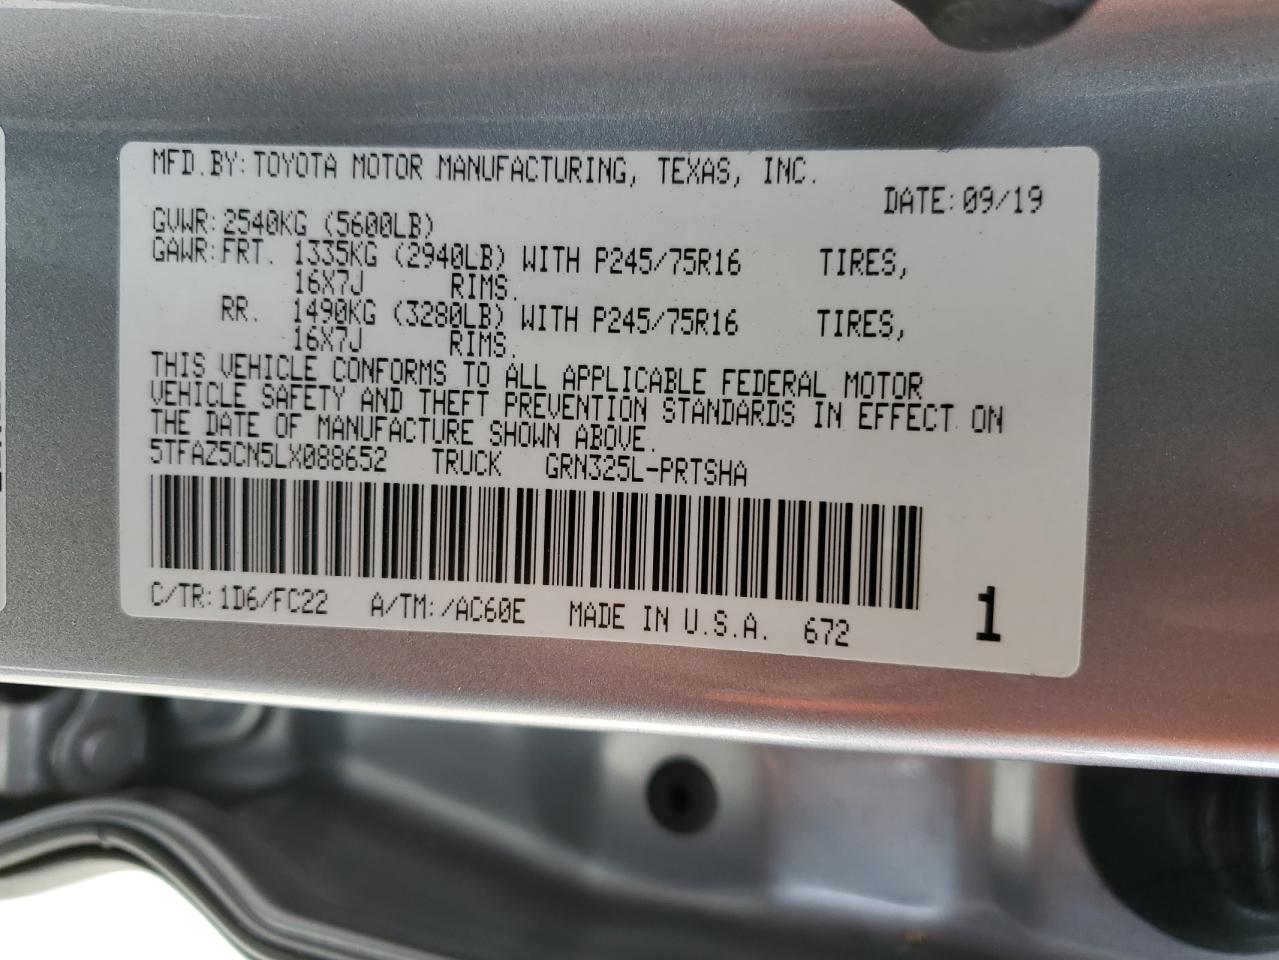 MFD.BY:TOYOTA MOTOR MANUFACTURING, TEXAS, INC.
DATE:09/19
GVWR:2540KG (5600LB)
GAWR:FRT. 1335KG (2940LB) WITH P245/75R16 TIRES,
16X7J RIMS.
RR. 1490KG (3280LB) WITH P245/75R16 TIRES,
16X7J RIMS.
THIS VEHICLE CONFORMS TO ALL APPLICABLE FEDERAL MOTOR
VEHICLE SAFETY AND THEFT PREVENTION STANDARDS IN EFFECT ON
THE DATE OF MANUFACTURE SHOWN ABOVE.
5TFAZ5CN5LX088652 TRUCK GRN325L-PRTSHA
C/TR:1D6/FC22 A/TM:/AC60E MADE IN U.S.A. 672
1